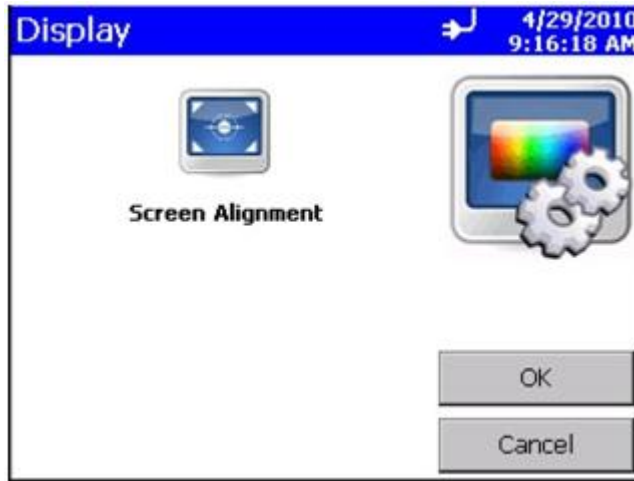 Display
4/29/2010
9:16:18 AM
Screen Alignment
OK
Cancel